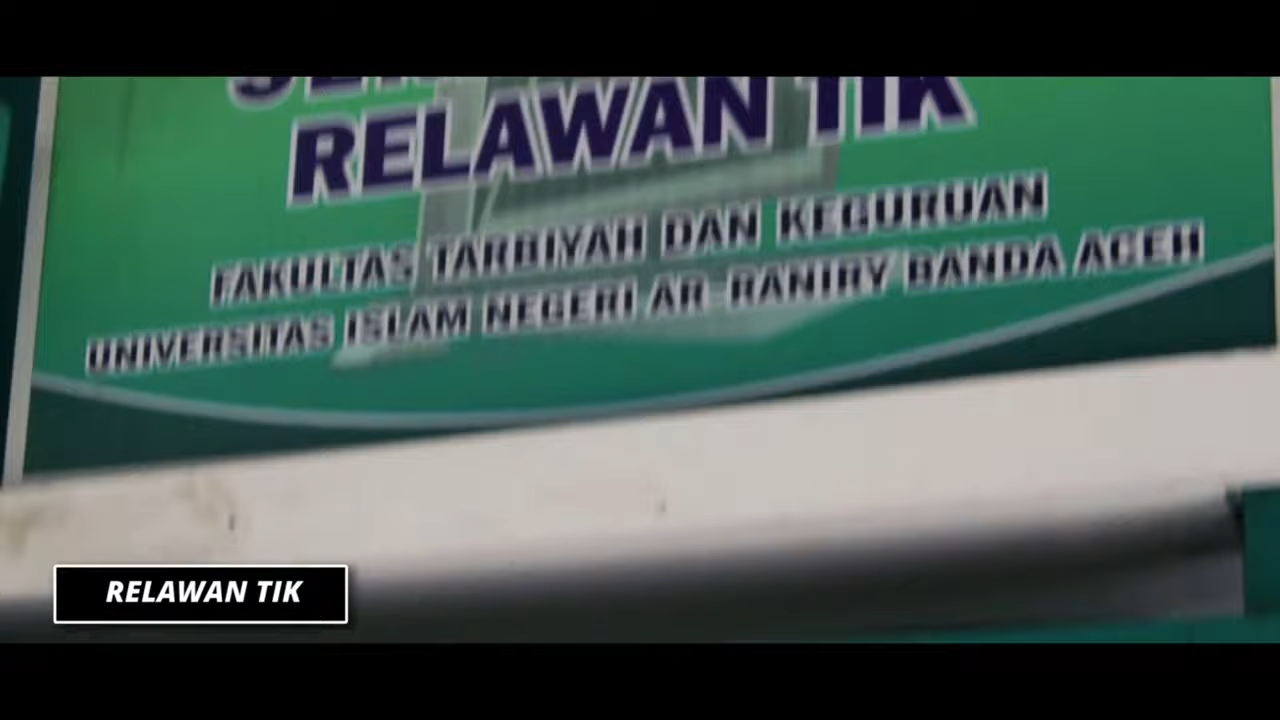 RELAWAN TIK
FAKULTAS TARBIYAH DAN KEGURUAN
UNIVERSITAS ISLAM NEGERI AR-RANIRY BANDA ACEH
RELAWAN TIK